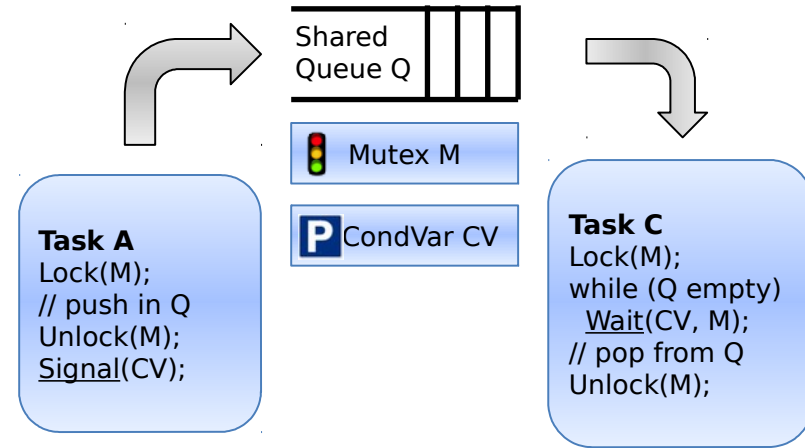 Shared
Queue Q
Mutex M
P
CondVar CV
Task A
Lock(M);
// push in Q
Unlock(M);
Signal(CV);
Task C
Lock(M);
while (Q empty)
Wait(CV, M);
// pop from Q
Unlock(M);